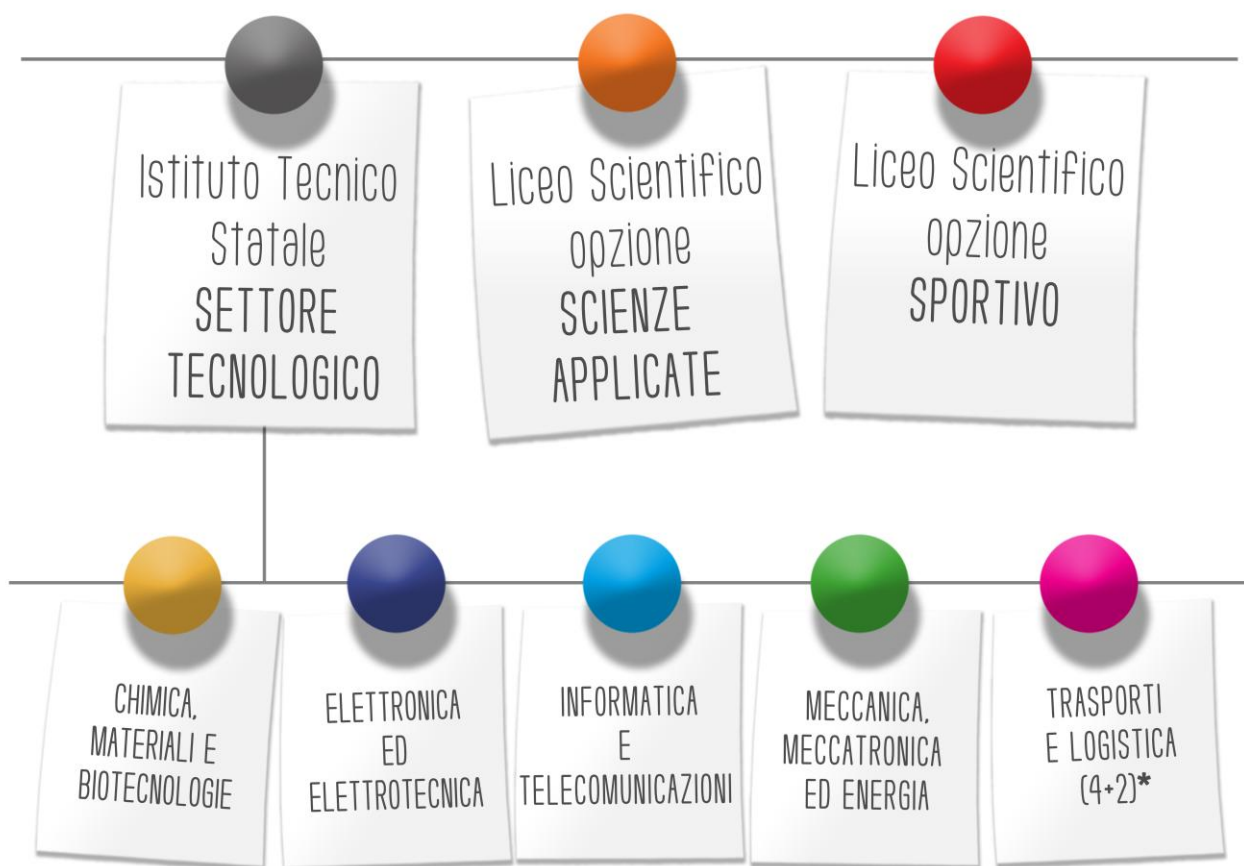 Istituto Tecnico
Statale
SETTORE
TECNOLOGICO
Liceo Scientifico
opzione
SCIENZE
APPLICATE
Liceo Scientifico
opzione
SPORTIVO
CHIMICA,
MATERIALI E
BIOTECNOLOGIE
ELETTRONICA
ED
ELETTROTECNICA
INFORMATICA
E
TELECOMUNICAZIONI
MECCANICA,
MECCATRONICA
ED ENERGIA
TRASPORTI
E LOGISTICA
(4+2)*